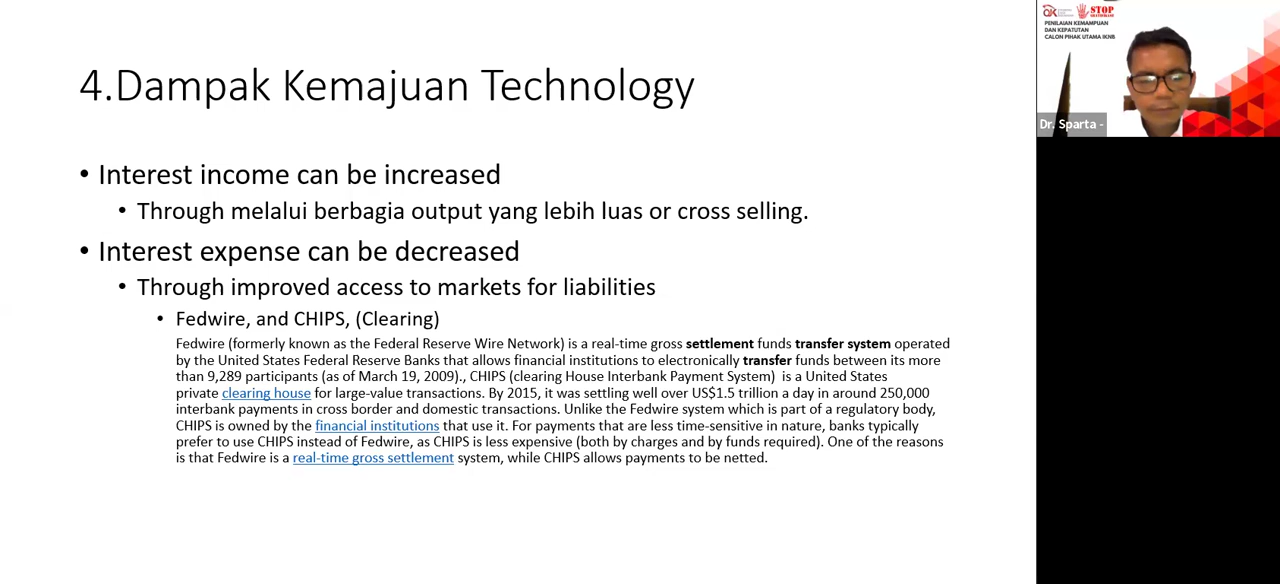 4.Dampak Kemajuan Technology
• Interest income can be increased
• Through melalui berbagia output yang lebih luas or cross selling.
• Interest expense can be decreased
• Through improved access to markets for liabilities
• Fedwire, and CHIPS, (Clearing)
Fedwire (formerly known as the Federal Reserve Wire Network) is a real-time gross settlement funds transfer system operated
by the United States Federal Reserve Banks that allows financial institutions to electronically transfer funds between its more
than 9,289 participants (as of March 19, 2009)., CHIPS (clearing House Interbank Payment System)  is a United States
private clearing house for large-value transactions. By 2015, it was settling well over US$1.5 trillion a day in around 250,000
interbank payments in cross border and domestic transactions. Unlike the Fedwire system which is part of a regulatory body,
CHIPS is owned by the financial institutions that use it. For payments that are less time-sensitive in nature, banks typically
prefer to use CHIPS instead of Fedwire, as CHIPS is less expensive (both by charges and by funds required). One of the reasons
is that Fedwire is a real-time gross settlement system, while CHIPS allows payments to be netted.
STOP
PENILAIAN KEMAMPUAN
DAN KEPATUTAN
CALON PIHAK UTAMA IKNB
Dr. Sparta -